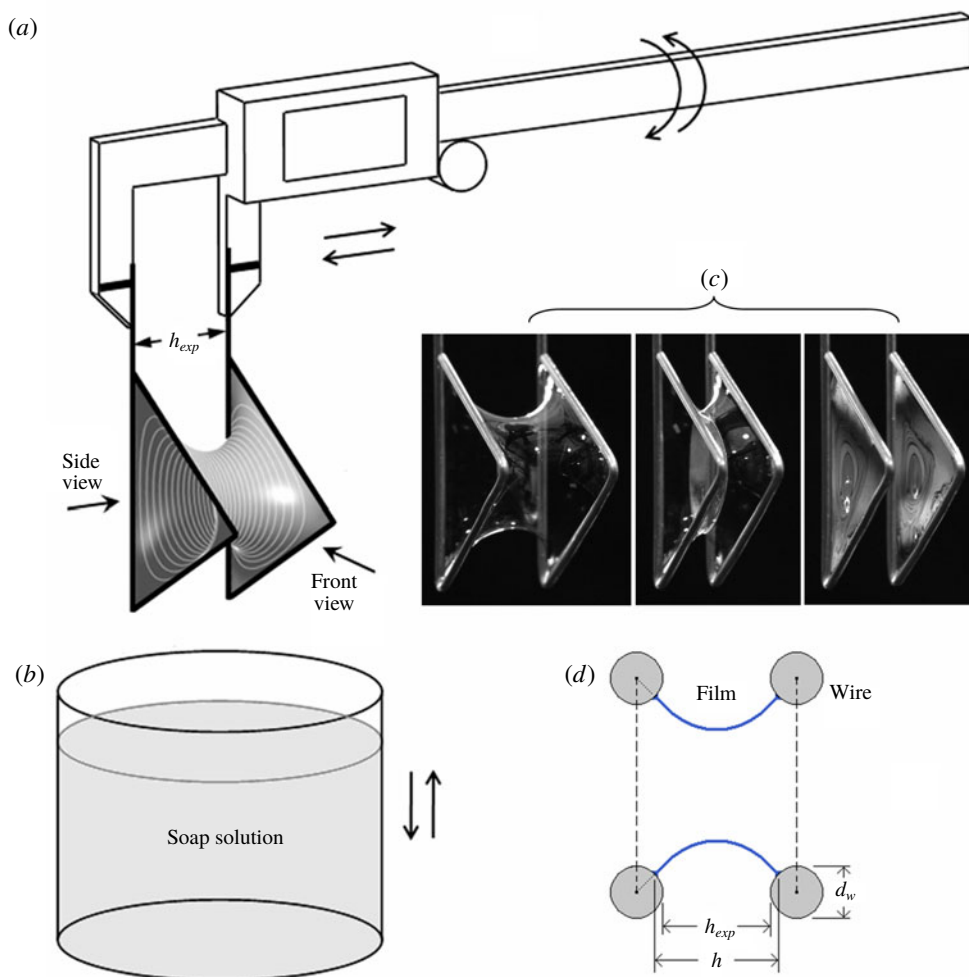 (a)
h_exp
Side
view
Front
view
(c)
(b)
Soap solution
(d)
Film
Wire
d_w
h_exp
h